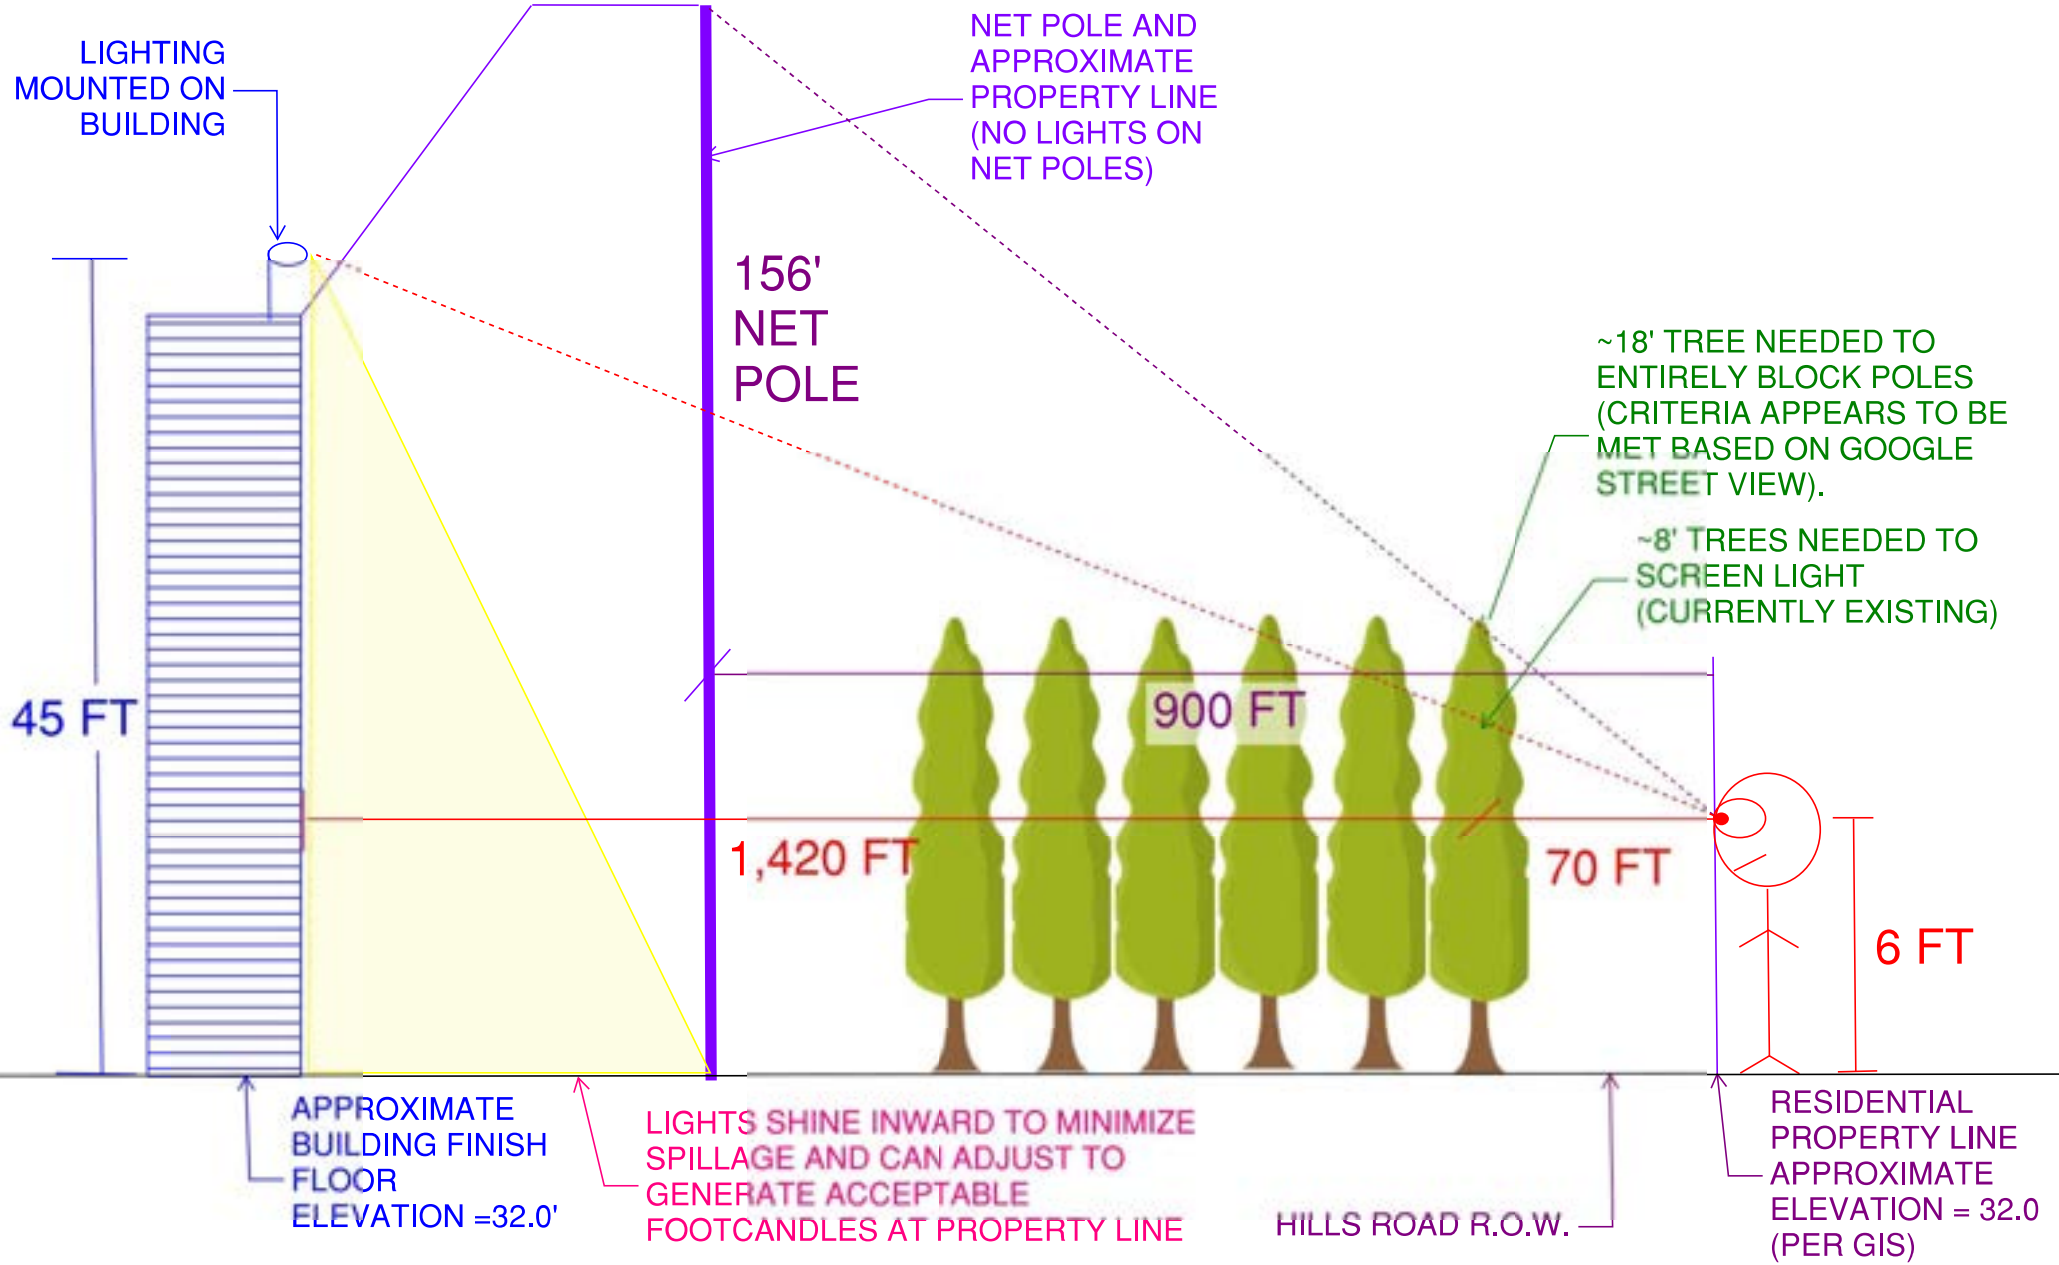 LIGHTING
MOUNTED ON
BUILDING
NET POLE AND
APPROXIMATE
PROPERTY LINE
(NO LIGHTS ON
NET POLES)
156'
NET
POLE
~18' TREE NEEDED TO
ENTIRELY BLOCK POLES
(CRITERIA APPEARS TO BE
MET BASED ON GOOGLE
STREET VIEW).
~8' TREES NEEDED TO
SCREEN LIGHT
(CURRENTLY EXISTING)
45 FT
900 FT
1,420 FT
70 FT
6 FT
APPROXIMATE
BUILDING FINISH
FLOOR
ELEVATION =32.0'
LIGHTS SHINE INWARD TO MINIMIZE
SPILLAGE AND CAN ADJUST TO
GENERATE ACCEPTABLE
FOOTCANDLES AT PROPERTY LINE
HILLS ROAD R.O.W.
RESIDENTIAL
PROPERTY LINE
APPROXIMATE
ELEVATION = 32.0
(PER GIS)